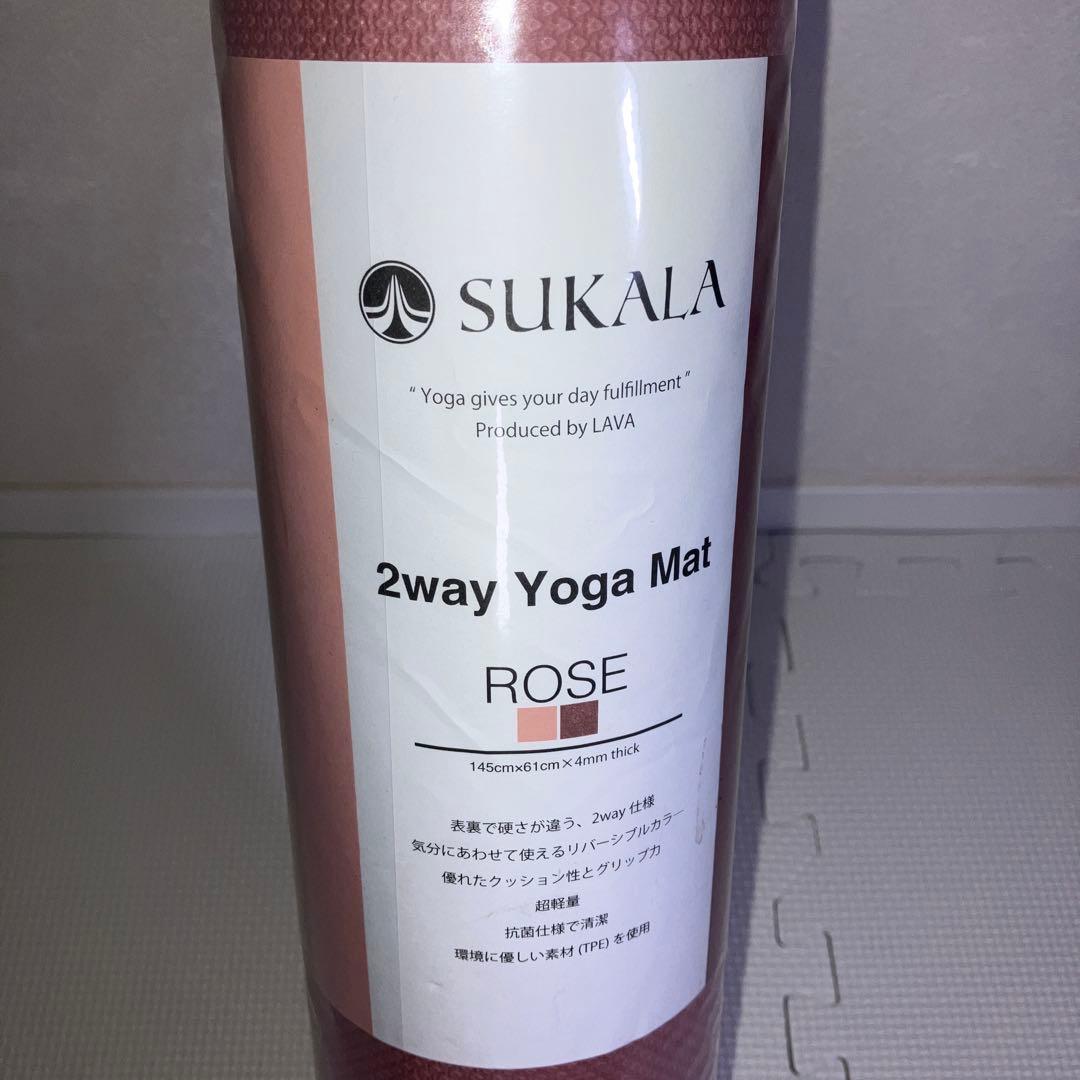 SUKALA
“ Yoga gives your day fulfillment ”
Produced by LAVA
2way Yoga Mat
ROSE
145cm×61cm×4mm thick
表裏で硬さが違う、2way 仕様
気分にあわせて使えるリバーシブルカラー
優れたクッション性とグリップ力
超軽量
抗菌仕様で清潔
環境に優しい素材 (TPE) を使用